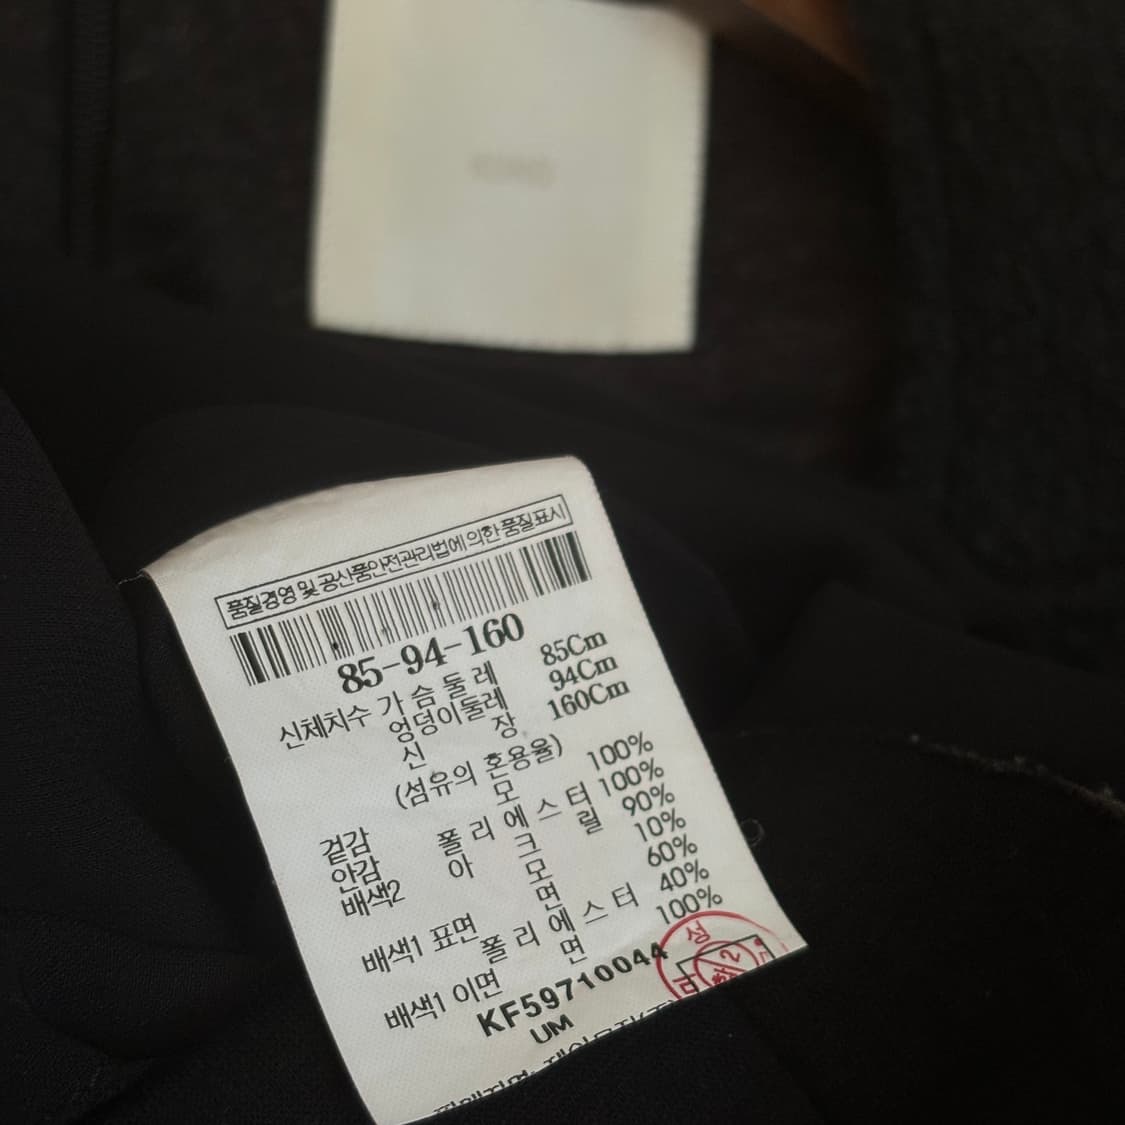 품질경영 및 공산품안전관리법에 의한 품질표시
85-94-160
신체치수 가 슴 둘 레 85Cm
엉덩이둘레 94Cm
신 장 160Cm
(섬유의 혼용율)
겉감 모 100%
안감 폴 리 에 스 터 100%
배색2 아 크 릴 90%
모 10%
배색1 표면 면 60%
폴 리 에 스 터 40%
배색1 이면 면 100%
KF59710044
UM
성